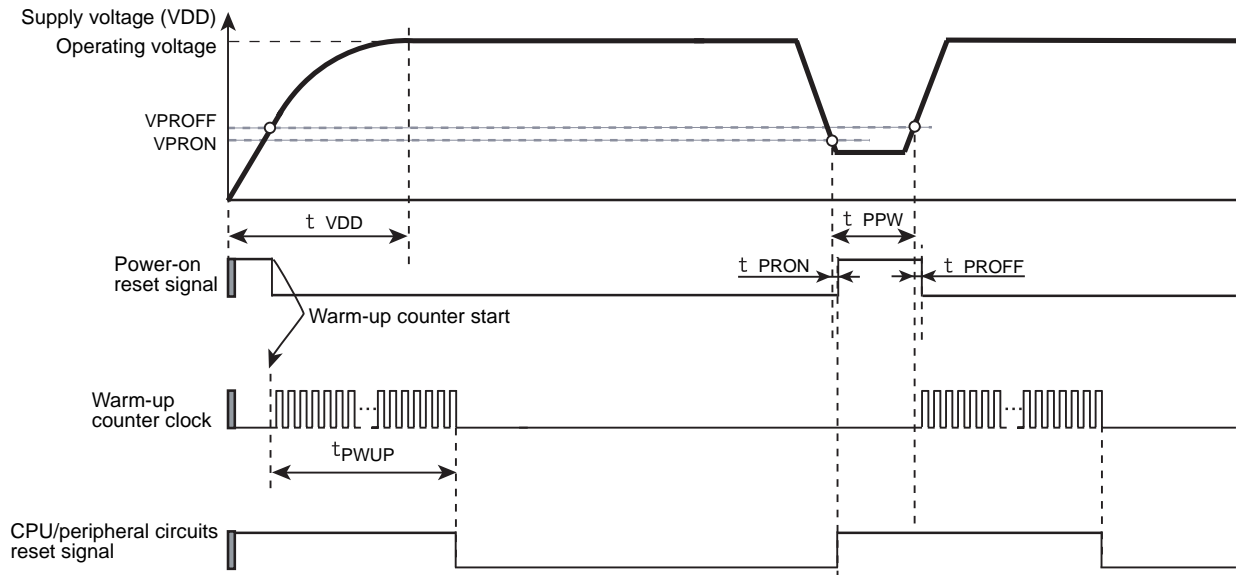 Supply voltage (VDD)
Operating voltage
VPROFF
VPRON
t VDD
t PPW
Power-on
reset signal
t PRON
t PROFF
Warm-up counter start
Warm-up
counter clock
...
...
tPWUP
CPU/peripheral circuits
reset signal